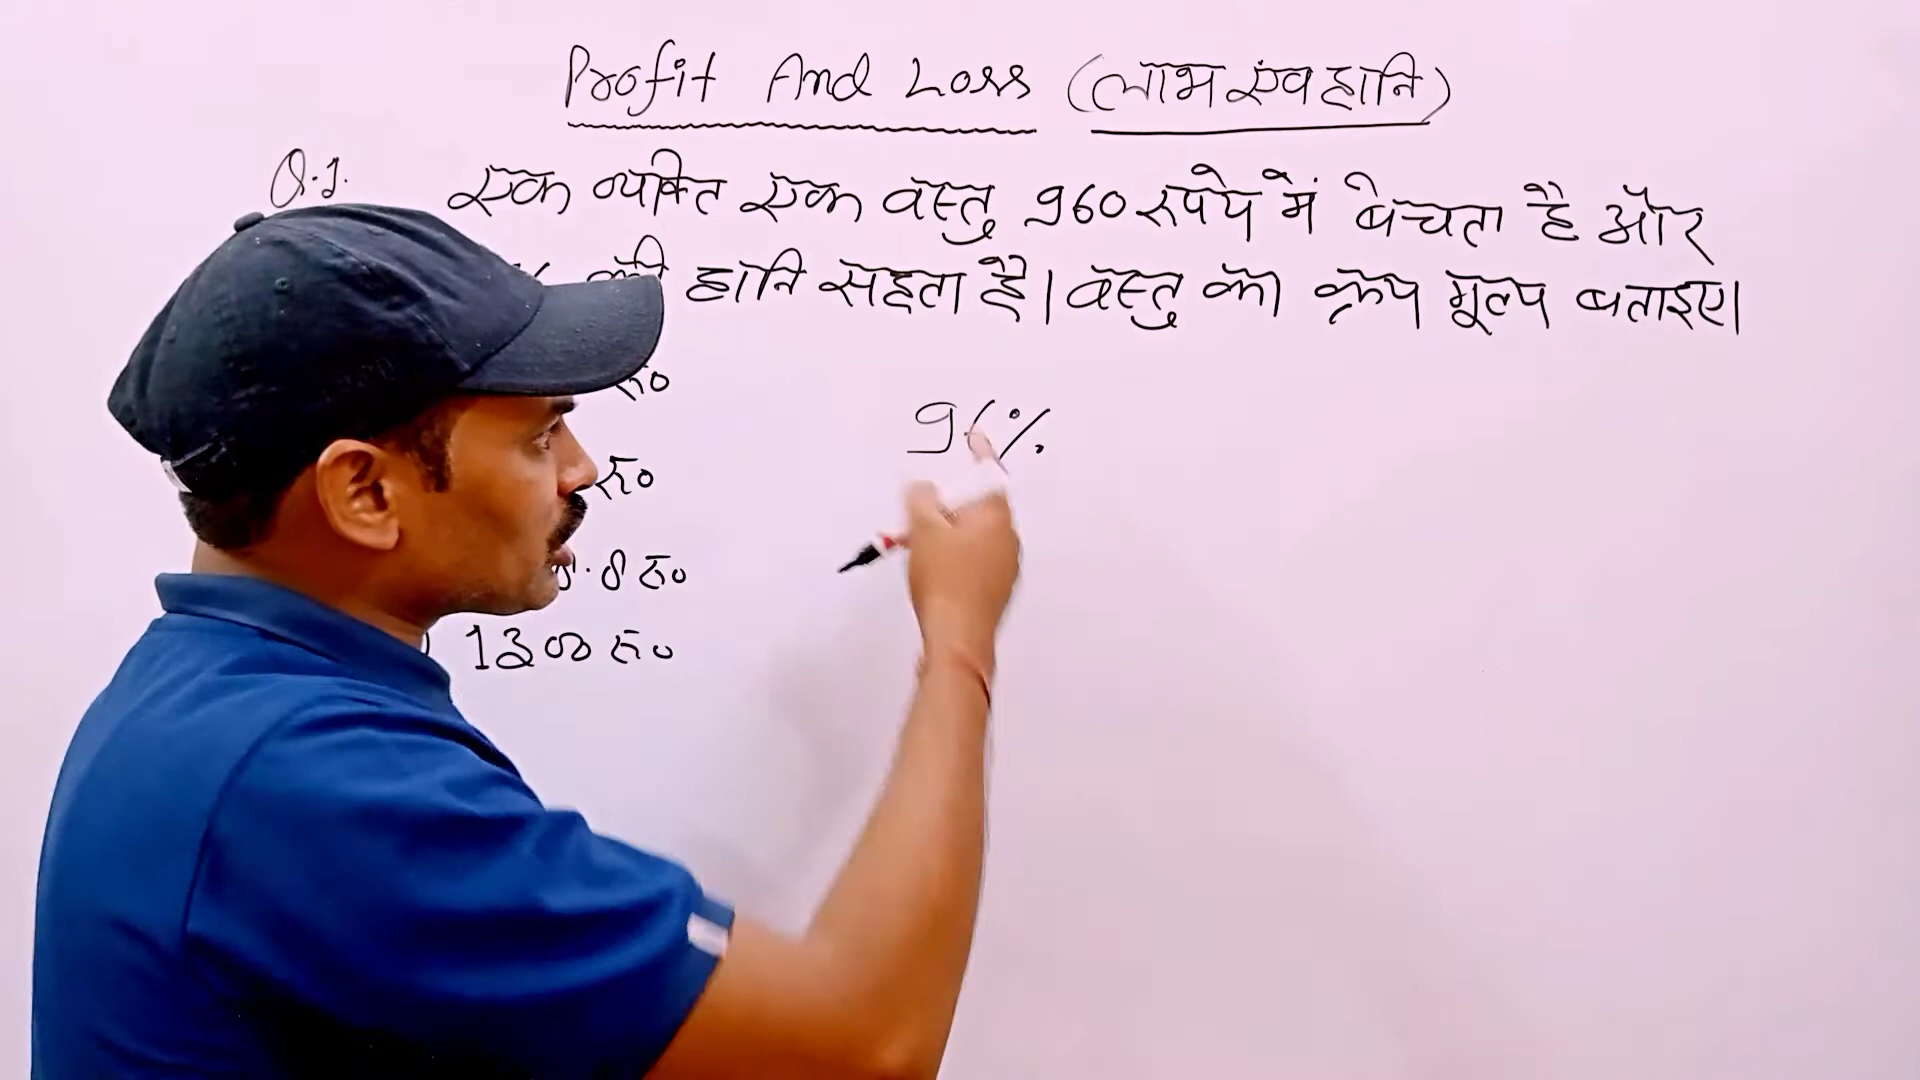 Profit And Loss (लाभ एंव हानि)
Q.1. एक व्यक्ति एक वस्तु 960 रूपये में बेचता है और
की हानि सहता है। वस्तु का क्रय मूल्य बताइए।
रु०
96%
रु०
.8 रु०
) 1200 रु०